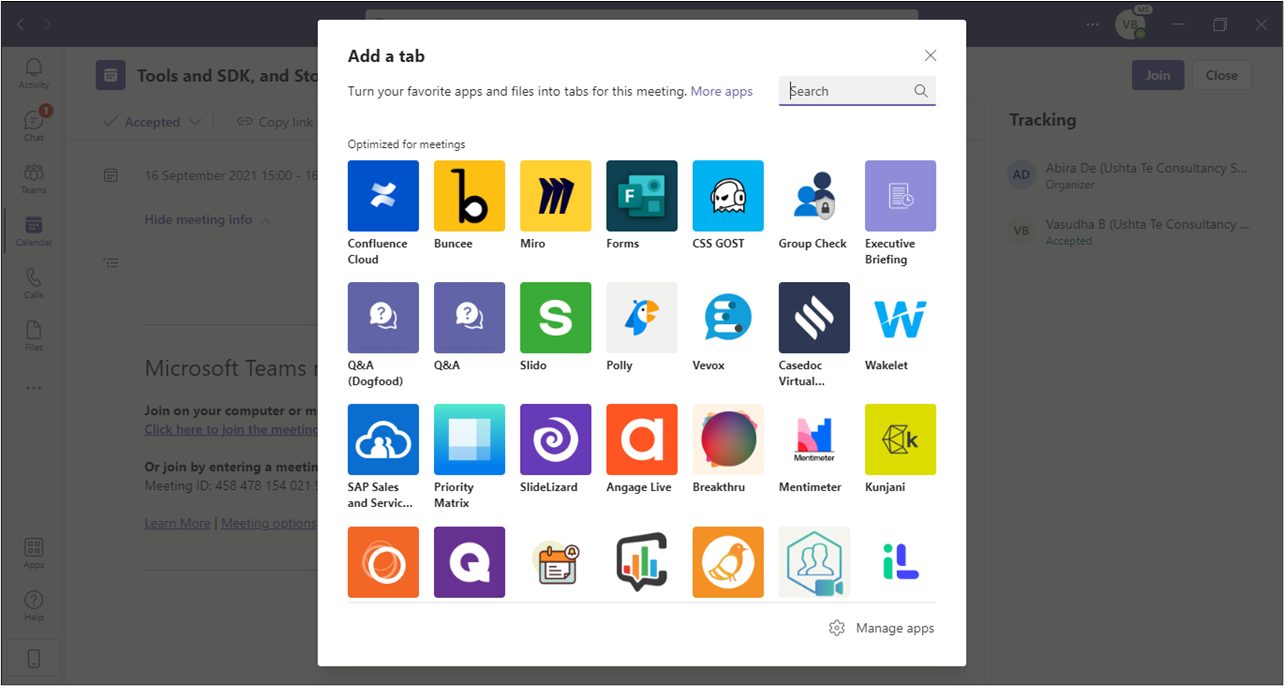 MS
VB
Add a tab
Turn your favorite apps and files into tabs for this meeting. More apps
Search
Activity
Chat
1
Teams
Calendar
Calls
Files
Apps
Help
Tools and SDK, and Sto
Join
Close
Accepted
Copy link
16 September 2021 15:00 - 16
Hide meeting info
Microsoft Teams
Join on your computer or m
Click here to join the meeting
Or join by entering a meetin
Meeting ID: 458 478 154 021
Learn More | Meeting options
Optimized for meetings
b
F
Confluence Cloud
Buncee
Miro
Forms
CSS GOST
Group Check
Executive Briefing
?
?
S
Q&A (Dogfood)
Q&A
Slido
Polly
Vevox
Casedoc Virtual...
Wakelet
a
Mentimeter
k
SAP Sales and Servic...
Priority Matrix
SlideLizard
Angage Live
Breakthru
Mentimeter
Kunjani
Q
iL
Manage apps
Tracking
AD
Abira De (Ushta Te Consultancy S...
Organizer
VB
Vasudha B (Ushta Te Consultancy ...
Accepted